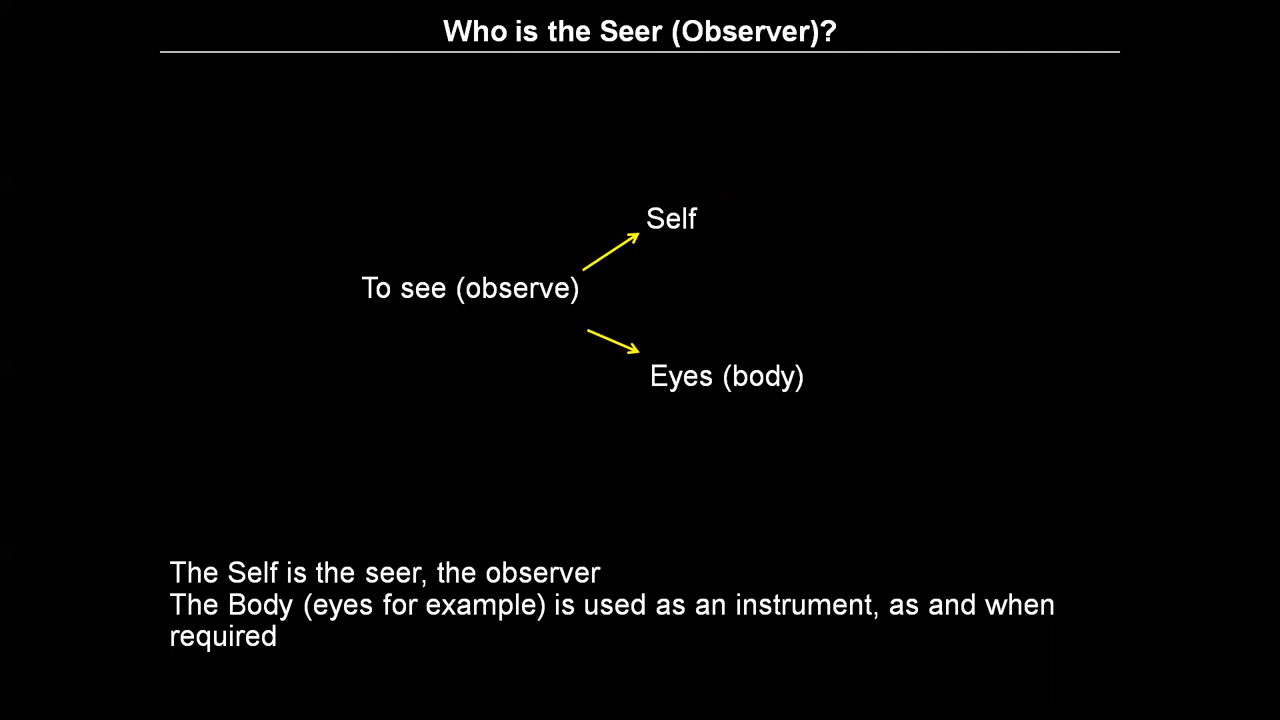 Who is the Seer (Observer)?
Self
To see (observe)
Eyes (body)
The Self is the seer, the observer
The Body (eyes for example) is used as an instrument, as and when
required